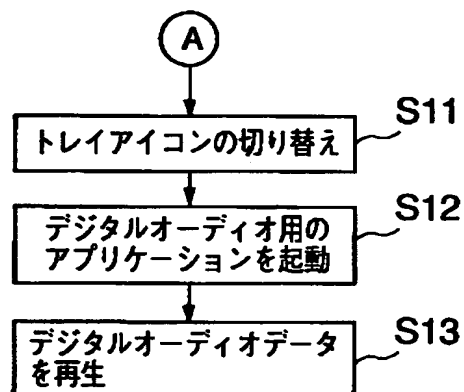 A
S11
トレイアイコンの切り替え
S12
デジタルオーディオ用の
アプリケーションを起動
S13
デジタルオーディオデータ
を再生